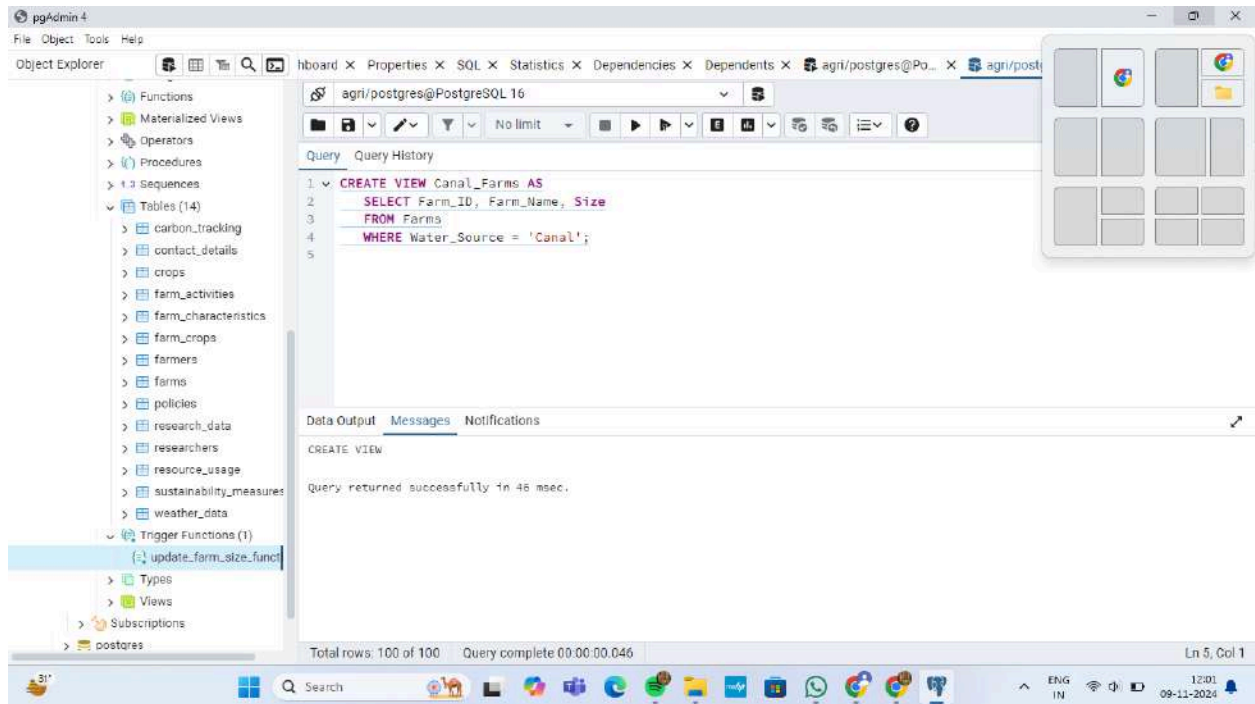 pgAdmin 4
File Object Tools Help
Object Explorer
hboard × Properties × SQL × Statistics × Dependencies × Dependents × agri/postgres@Po... × agri/postg
Functions
Materialized Views
Operators
Procedures
1..3 Sequences
Tables (14)
carbon_tracking
contact_details
crops
farm_activities
farm_characteristics
farm_crops
farmers
farms
policies
research_data
researchers
resource_usage
sustainability_measures
weather_data
Trigger Functions (1)
update_farm_size_funct
Types
Views
Subscriptions
postgres
agri/postgres@PostgreSQL 16
No limit
Query Query History
1 CREATE VIEW Canal_Farms AS
2 SELECT Farm_ID, Farm_Name, Size
3 FROM Farms
4 WHERE Water_Source = 'Canal';
5
Data Output Messages Notifications
CREATE VIEW
Query returned successfully in 46 msec.
Total rows: 100 of 100 Query complete 00:00:00.046 Ln 5, Col 1
31°
Search
ENG
IN
12:01
09-11-2024